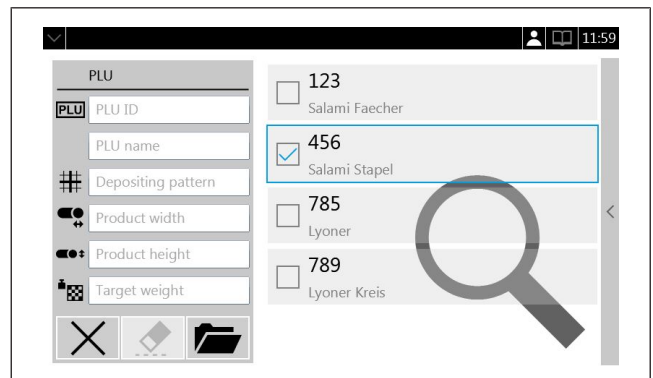 11:59
PLU
PLU PLU ID
PLU name
Depositing pattern
Product width
Product height
Target weight
123
Salami Faecher
456
Salami Stapel
785
Lyoner
789
Lyoner Kreis